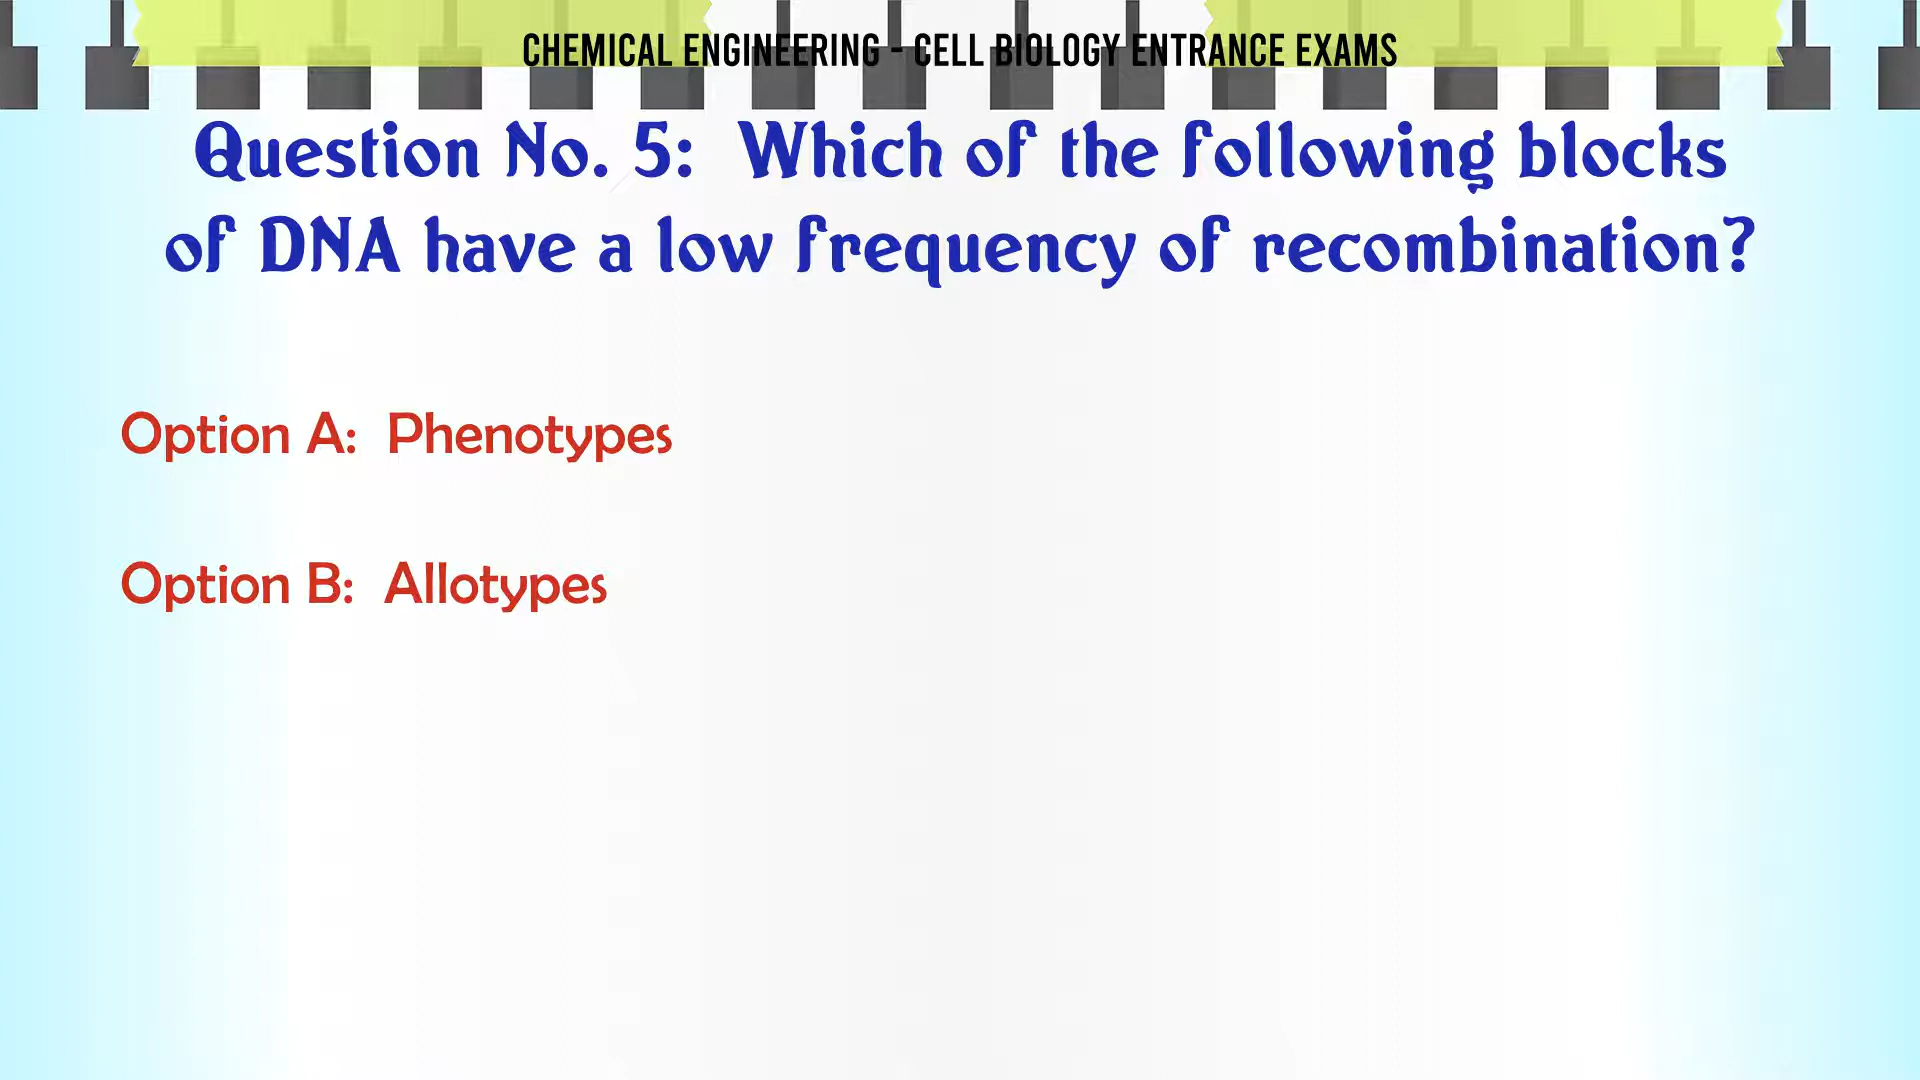 CHEMICAL ENGINEERING - CELL BIOLOGY ENTRANCE EXAMS
Question No. 5:  Which of the following blocks
of DNA have a low frequency of recombination?
Option A:  Phenotypes
Option B:  Allotypes